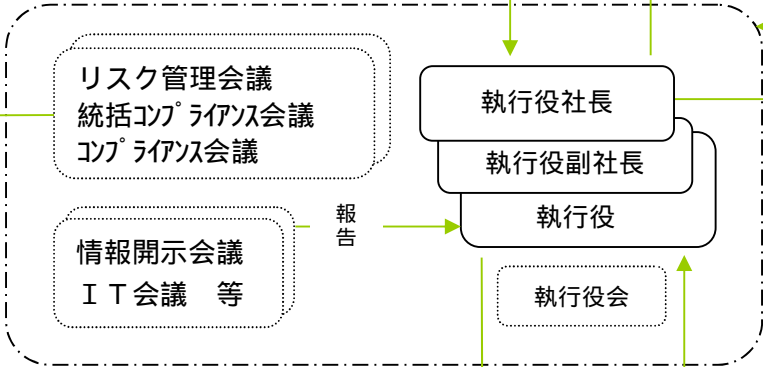 リスク管理会議
統括ｺﾝﾌﾟﾗｲｱﾝｽ会議
ｺﾝﾌﾟﾗｲｱﾝｽ会議
情報開示会議
ＩＴ会議　等
報告
執行役社長
執行役副社長
執行役
執行役会